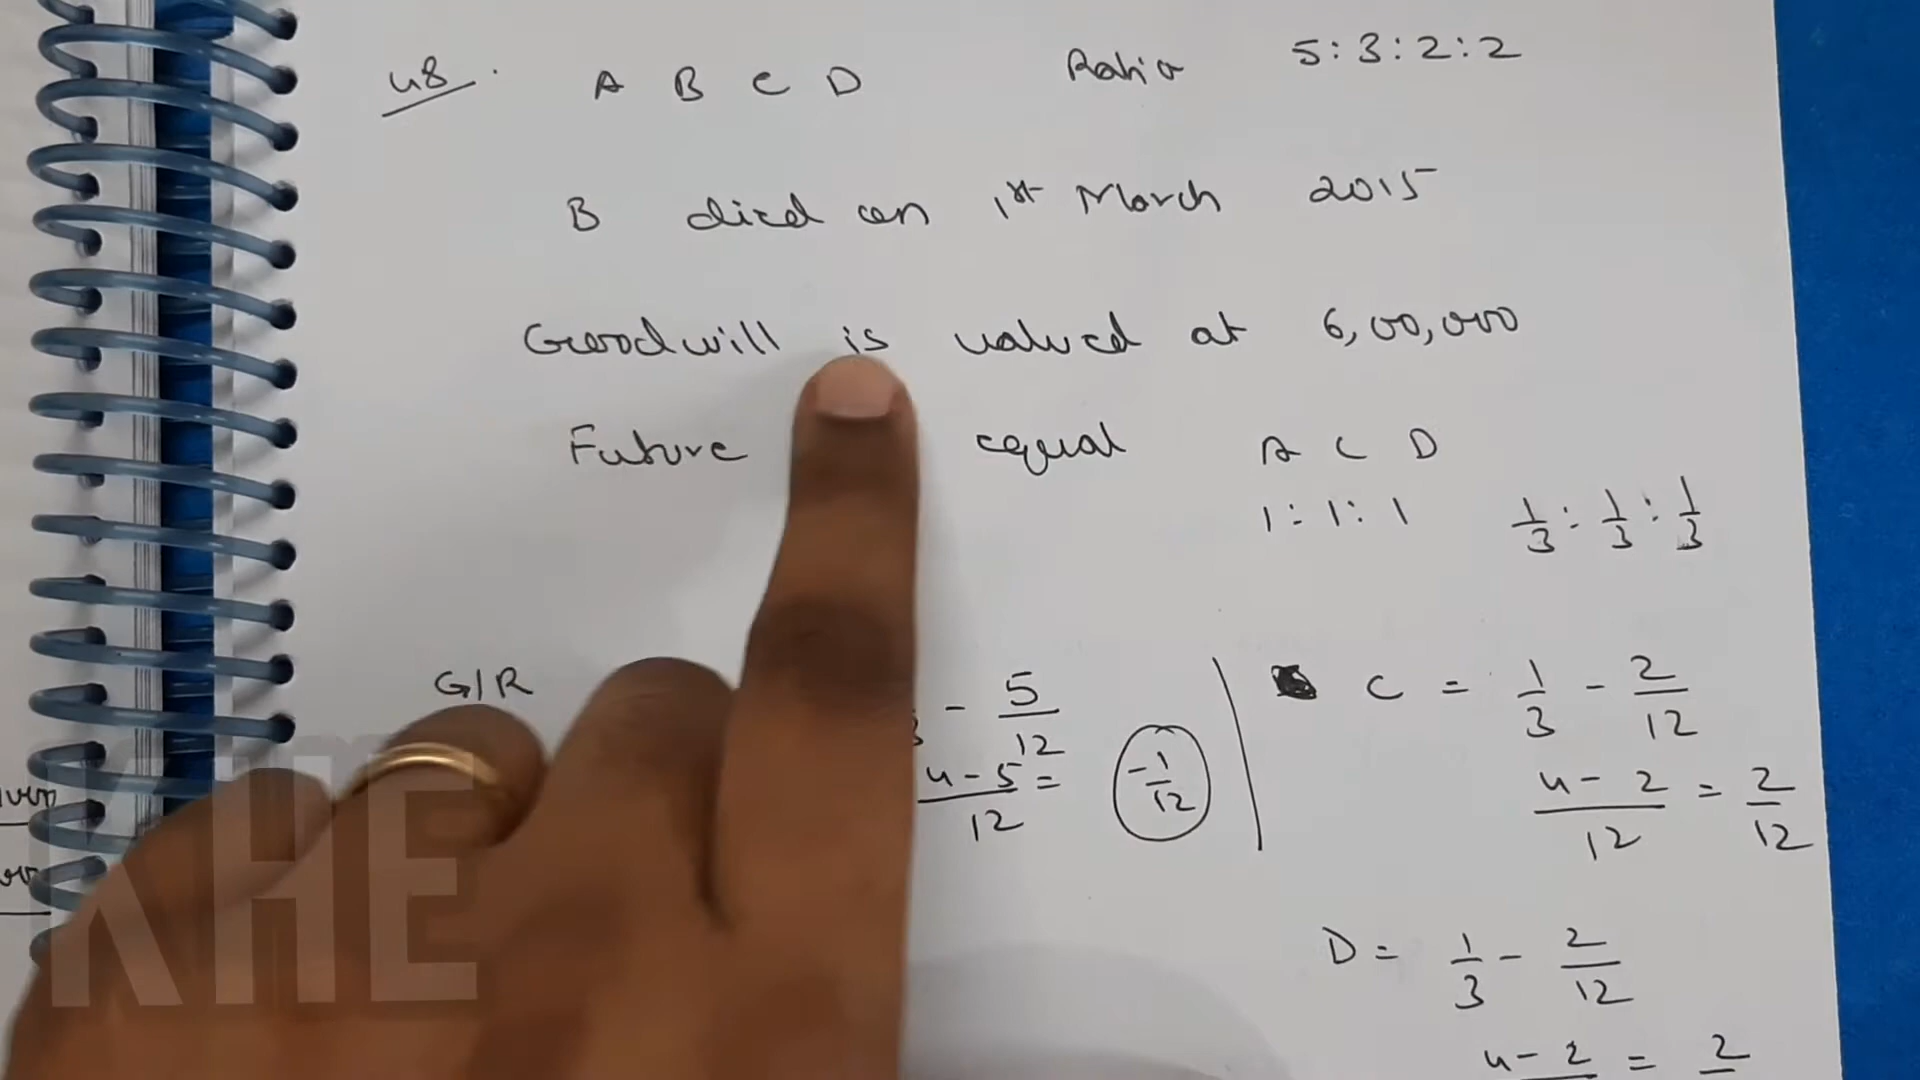 48. A B C D Ratio 5:3:2:2
B died on 1st March 2015
Goodwill is valued at 6,00,000
Future equal A C D
1:1:1 1/3 : 1/3 : 1/3
G/R - 5/12 C = 1/3 - 2/12
4-5/12 = -1/12 4-2/12 = 2/12
D = 1/3 - 2/12
4-2 = 2
KHE